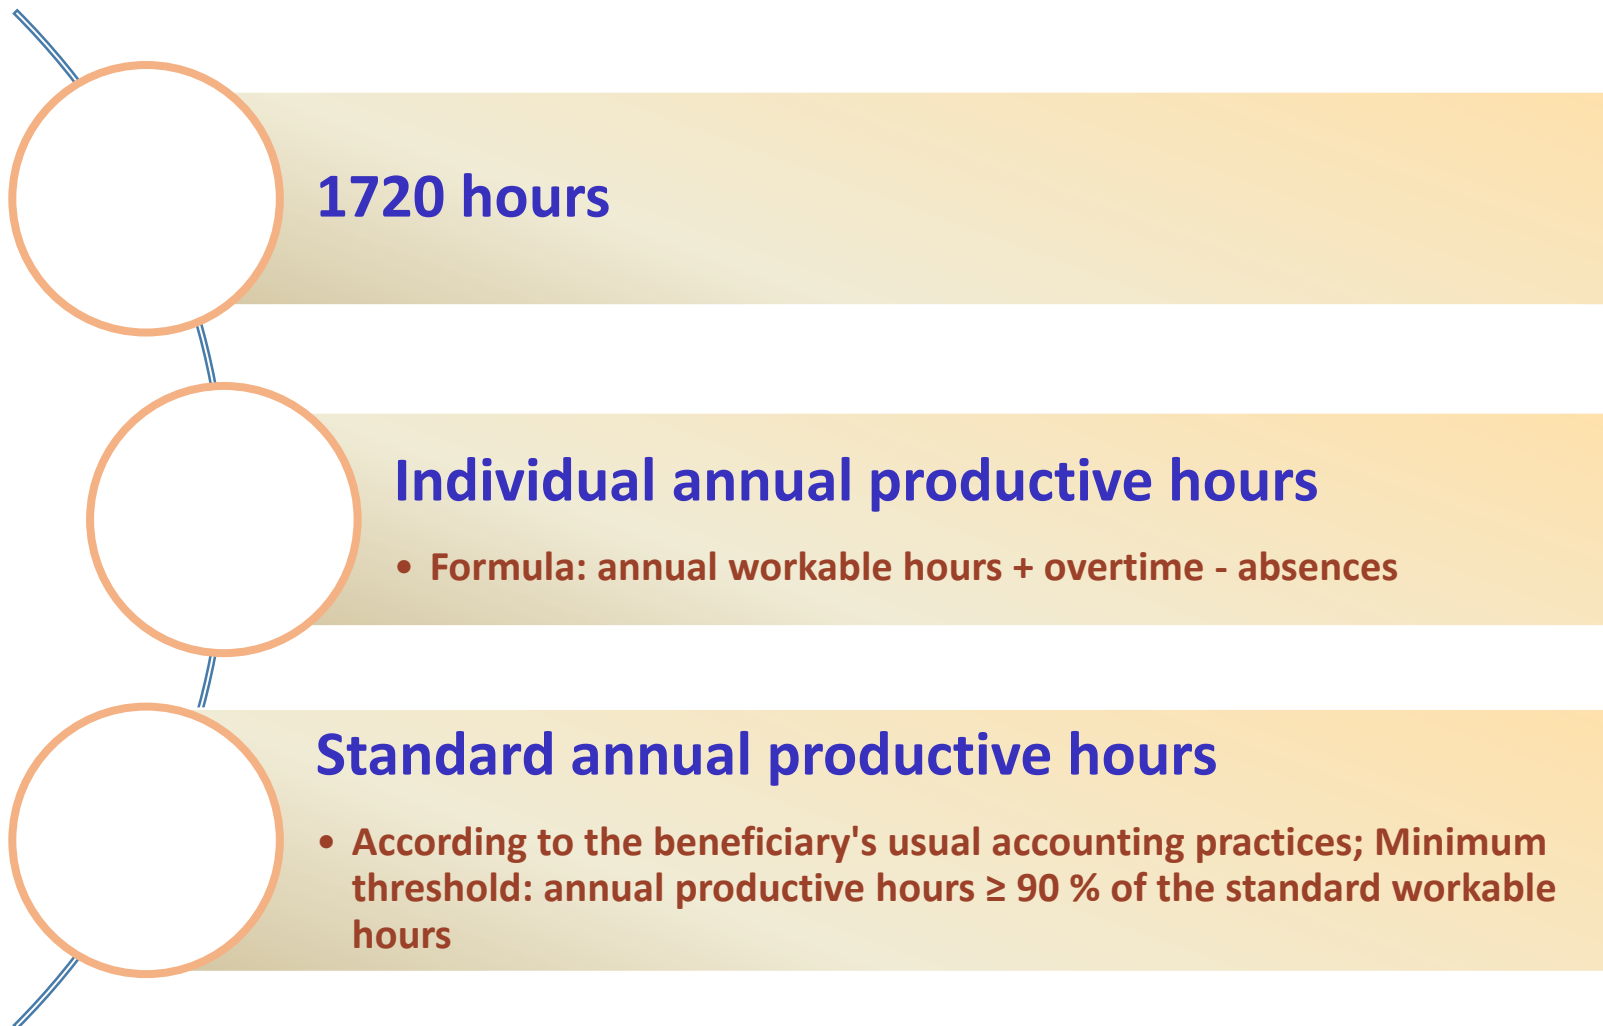 1720 hours
Individual annual productive hours
• Formula: annual workable hours + overtime - absences
Standard annual productive hours
• According to the beneficiary's usual accounting practices; Minimum
threshold: annual productive hours ≥ 90 % of the standard workable
hours